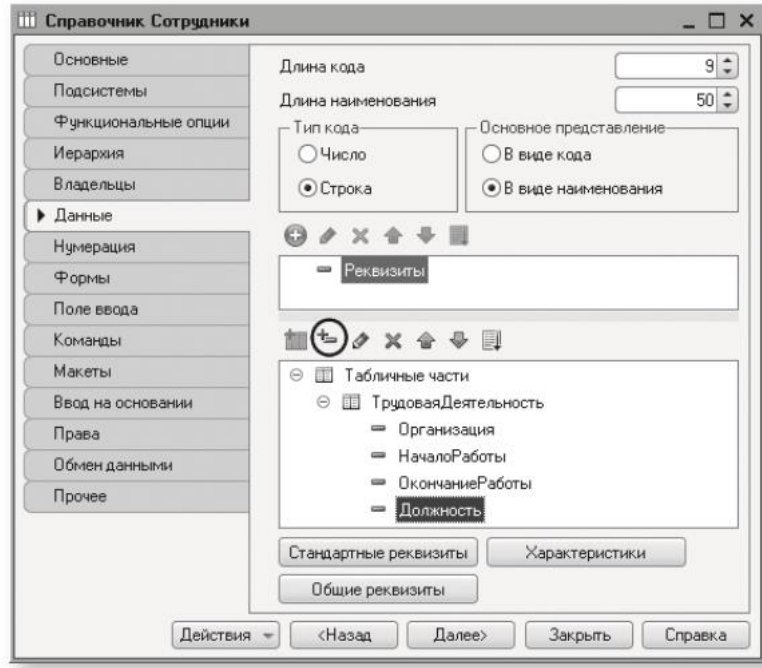 Справочник Сотрудники
Основные
Подсистемы
Функциональные опции
Иерархия
Владельцы
Данные
Нумерация
Формы
Поле ввода
Команды
Макеты
Ввод на основании
Права
Обмен данными
Прочее
Длина кода 9
Длина наименования 50
Тип кода
Число
Строка
Основное представление
В виде кода
В виде наименования
Реквизиты
Табличные части
ТрудоваяДеятельность
Организация
НачалоРаботы
ОкончаниеРаботы
Должность
Стандартные реквизиты Характеристики
Общие реквизиты
Действия <Назад Далее> Закрыть Справка